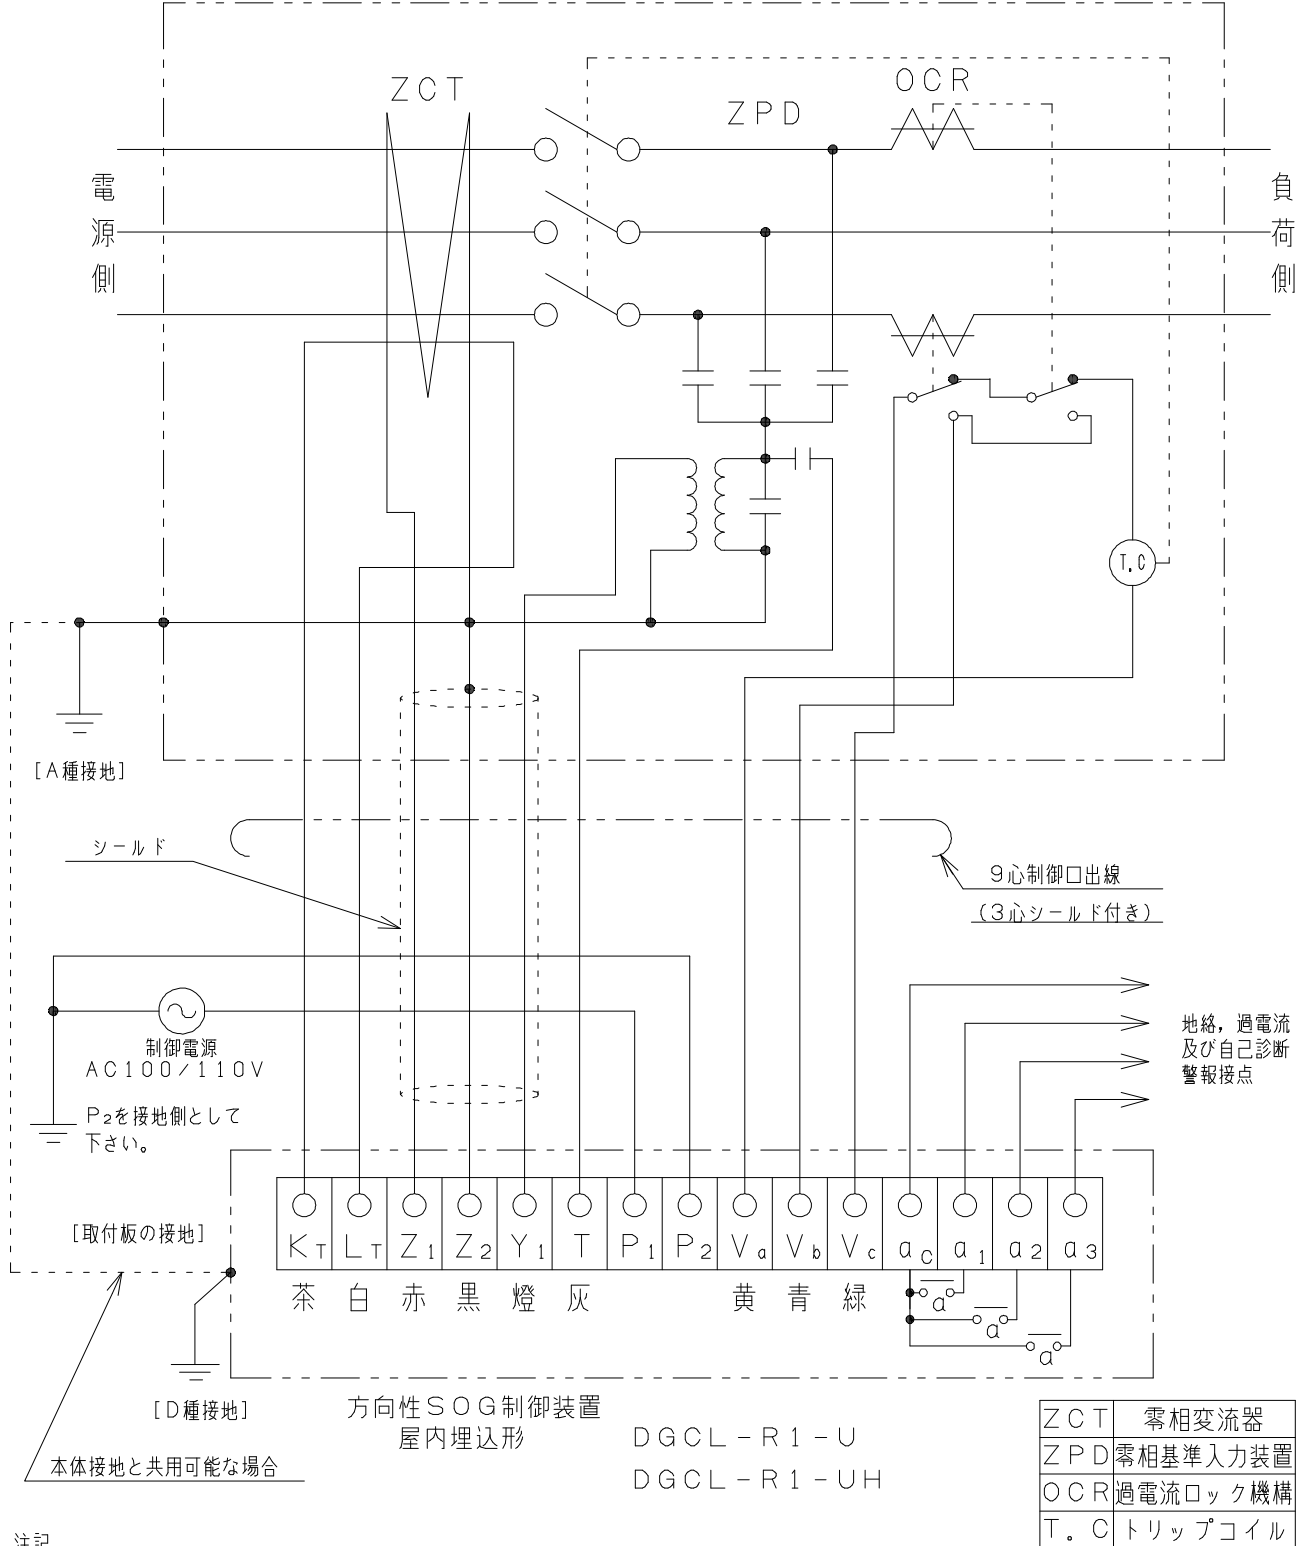 ZCT
ZPD
OCR
電源側
負荷側
T.C
[A種接地]
シールド
9心制御口出線
(3心シールド付き)
制御電源
AC100/110V
P₂を接地側として
下さい。
地絡，過電流
及び自己診断
警報接点
[取付板の接地]
K_T L_T Z₁ Z₂ Y₁ T P₁ P₂ Va Vb Vc a_C a₁ a₂ a₃
茶 白 赤 黒 燈 灰 黄 青 緑
a
a
a
[D種接地]
本体接地と共用可能な場合
方向性SOG制御装置
屋内埋込形
DGCL-R1-U
DGCL-R1-UH
ZCT 零相変流器
ZPD 零相基準入力装置
OCR 過電流ロック機構
T。C トリップコイル
注記